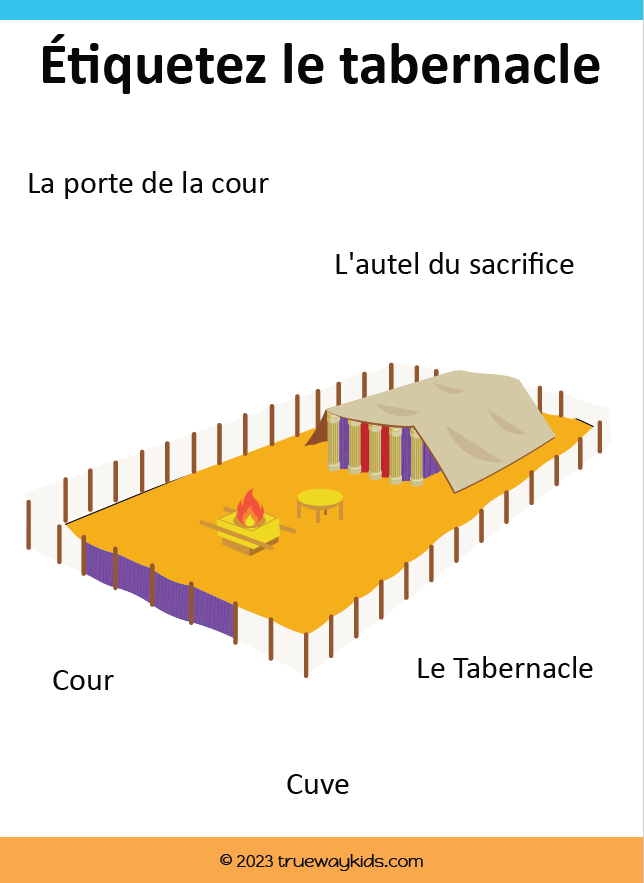 Étiquetez le tabernacle
La porte de la cour
L'autel du sacrifice
Cour
Le Tabernacle
Cuve
© 2023 truewaykids.com